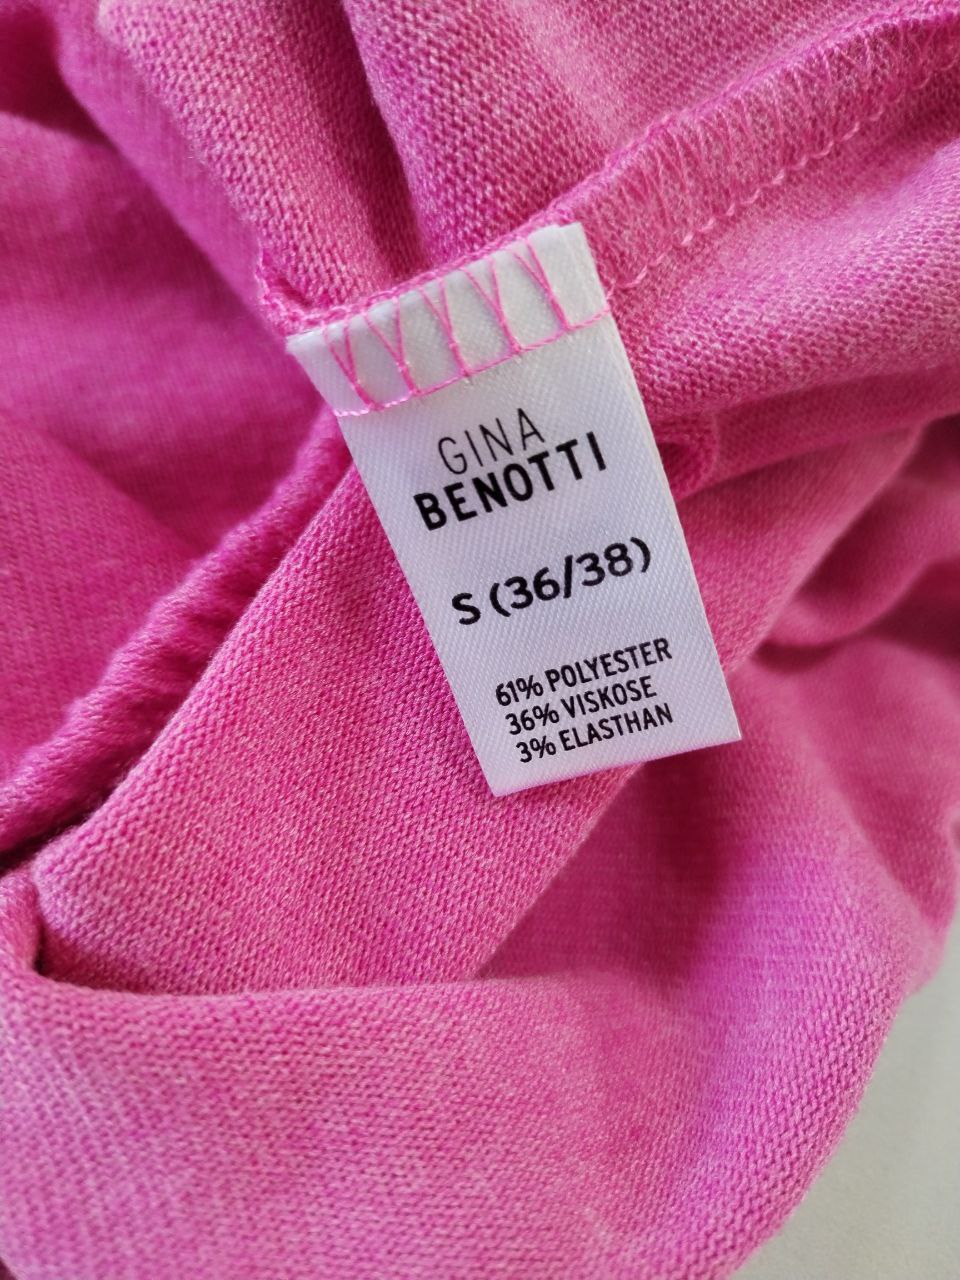 GINA
BENOTTI
S (36/38)
61% POLYESTER
36% VISKOSE
3% ELASTHAN